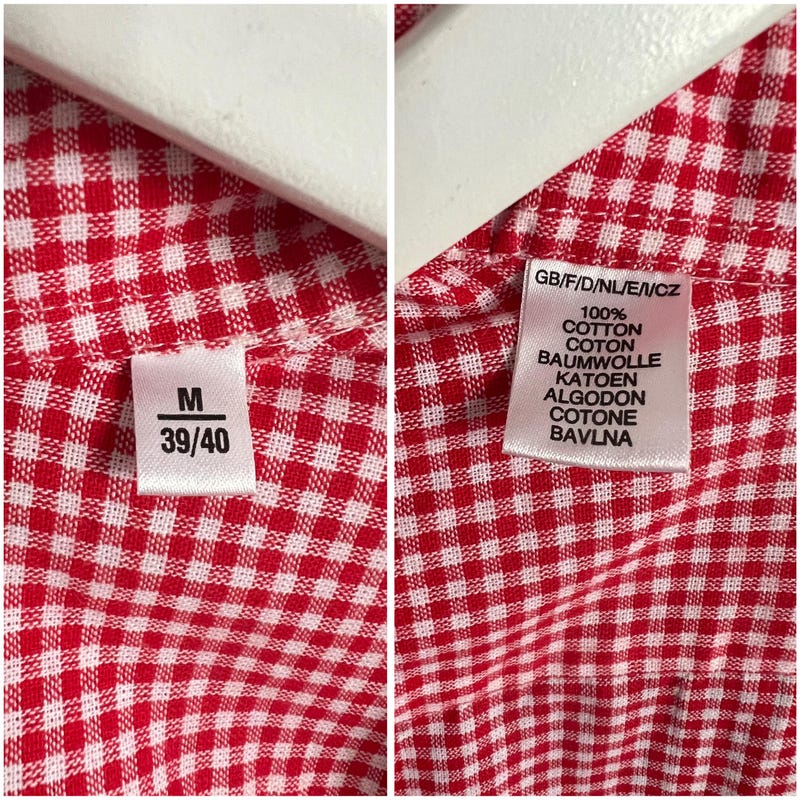 M
39/40
GB/F/D/NL/E/I/CZ
100%
COTTON
COTON
BAUMWOLLE
KATOEN
ALGODON
COTONE
BAVLNA